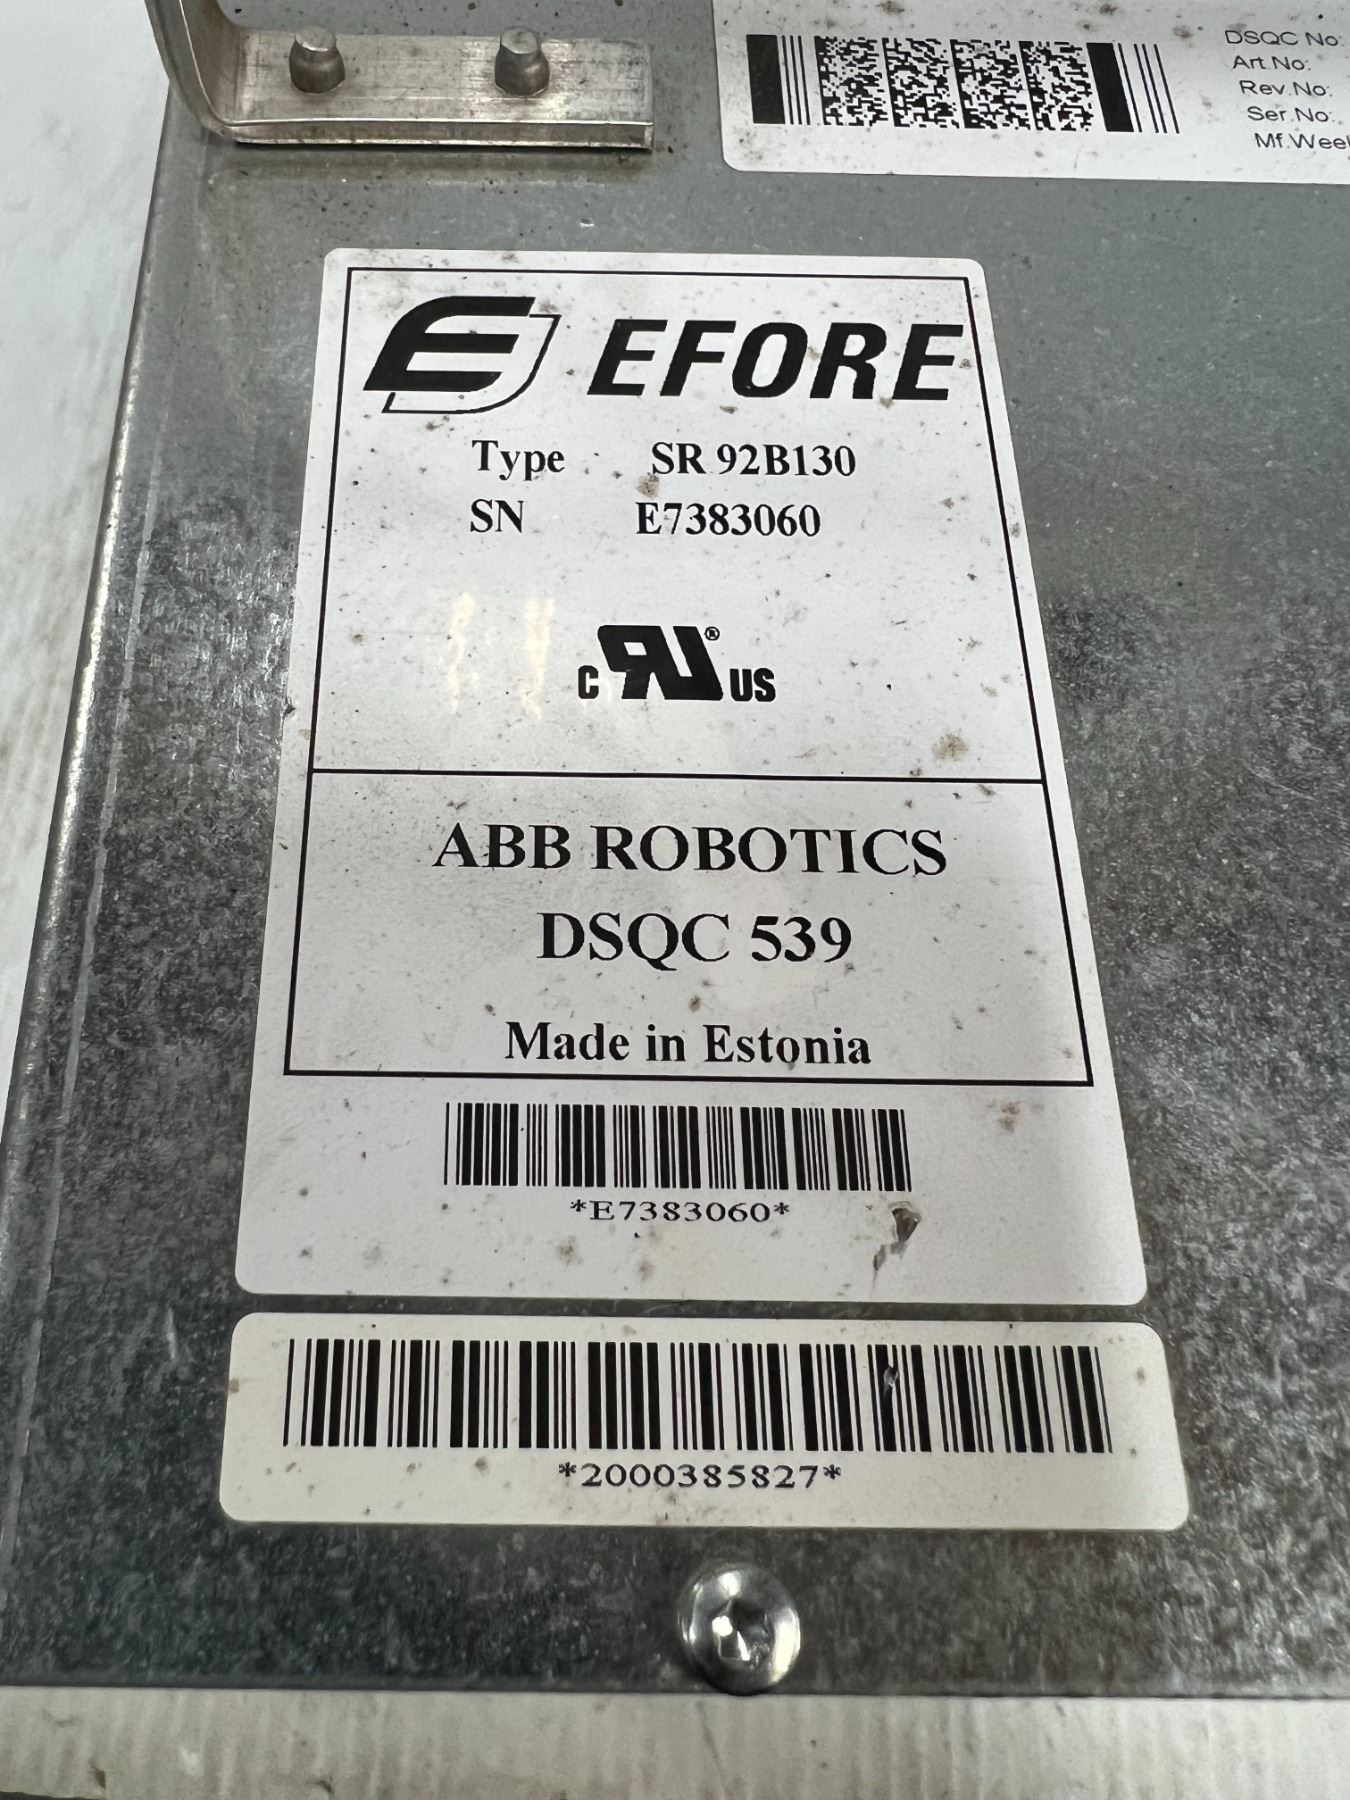 DSQC No:
Art.No:
Rev.No:
Ser.No:
Mf.Week
EFORE
Type SR 92B130
SN E7383060
c RU ® US
ABB ROBOTICS
DSQC 539
Made in Estonia
*E7383060*
*2000385827*